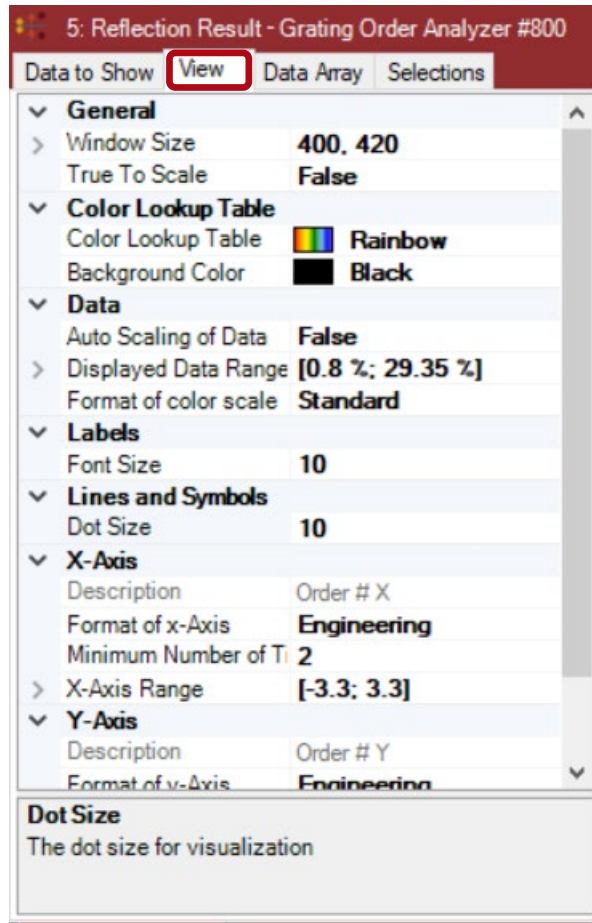 5: Reflection Result - Grating Order Analyzer #800
Data to Show View Data Array Selections
General
Window Size 400, 420
True To Scale False
Color Lookup Table
Color Lookup Table Rainbow
Background Color Black
Data
Auto Scaling of Data False
Displayed Data Range [0.8 %; 29.35 %]
Format of color scale Standard
Labels
Font Size 10
Lines and Symbols
Dot Size 10
X-Axis
Description Order # X
Format of x-Axis Engineering
Minimum Number of Ti 2
X-Axis Range [-3.3; 3.3]
Y-Axis
Description Order # Y
Format of y-Axis Engineering
Dot Size
The dot size for visualization